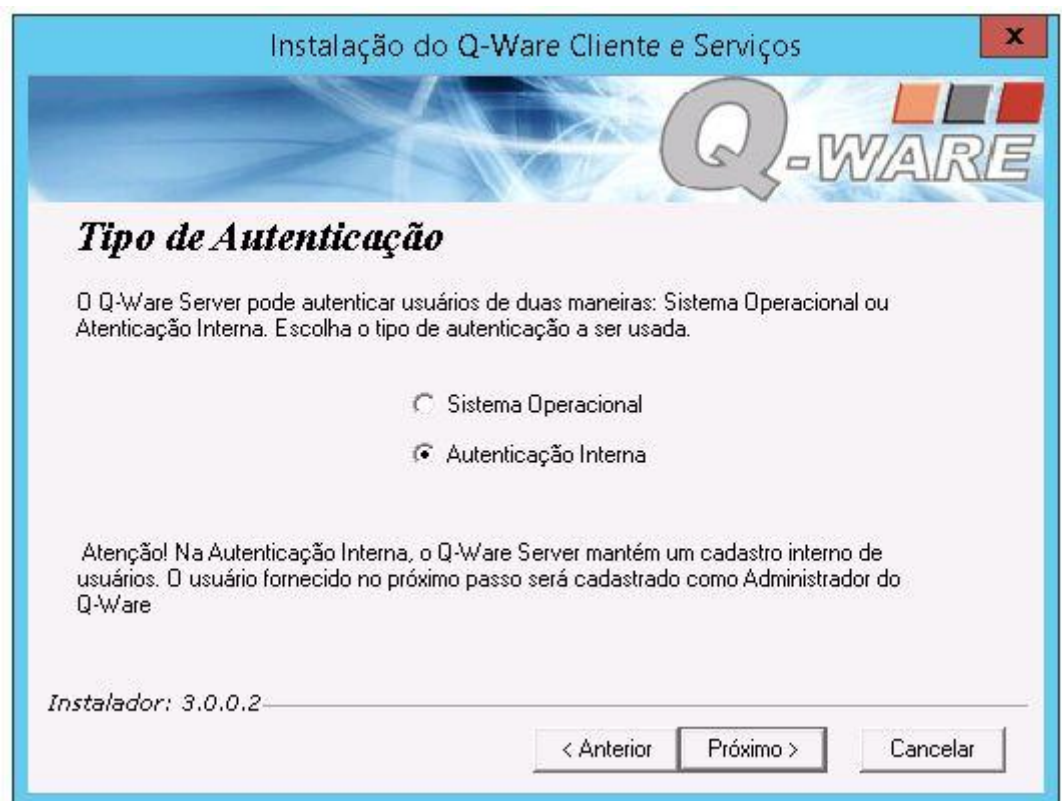 Instalação do Q-Ware Cliente e Serviços
x
Q-WARE
Tipo de Autenticação
O Q-Ware Server pode autenticar usuários de duas maneiras: Sistema Operacional ou
Atenticação Interna. Escolha o tipo de autenticação a ser usada.
Sistema Operacional
Autenticação Interna
Atenção! Na Autenticação Interna, o Q-Ware Server mantém um cadastro interno de
usuários. O usuário fornecido no próximo passo será cadastrado como Administrador do
Q-Ware
Instalador: 3.0.0.2
< Anterior
Próximo >
Cancelar